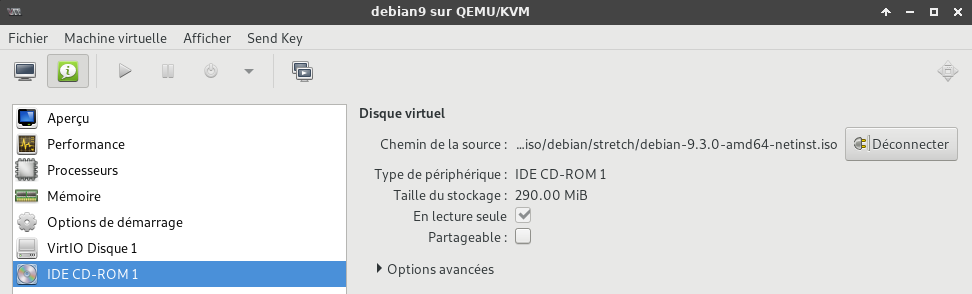 debian9 sur QEMU/KVM
Fichier Machine virtuelle Afficher Send Key
Aperçu
Performance
Processeurs
Mémoire
Options de démarrage
VirtIO Disque 1
IDE CD-ROM 1
Disque virtuel
Chemin de la source : ...iso/debian/stretch/debian-9.3.0-amd64-netinst.iso Déconnecter
Type de périphérique : IDE CD-ROM 1
Taille du stockage : 290.00 MiB
En lecture seule
Partageable :
Options avancées